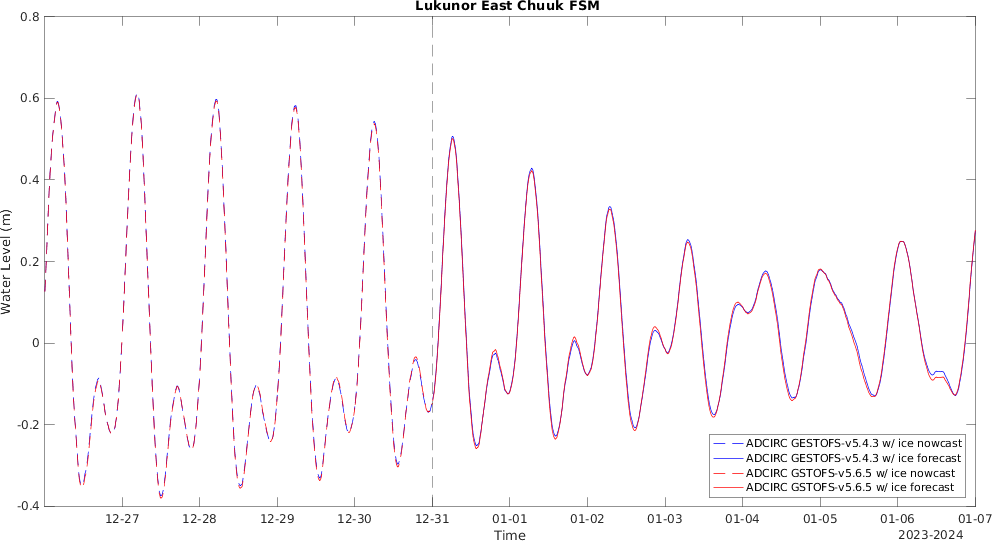 Lukunor East Chuuk FSM
0.8
0.6
0.4
0.2
0
-0.2
-0.4
Water Level (m)
ADCIRC GESTOFS-v5.4.3 w/ ice nowcast
ADCIRC GESTOFS-v5.4.3 w/ ice forecast
ADCIRC GSTOFS-v5.6.5 w/ ice nowcast
ADCIRC GSTOFS-v5.6.5 w/ ice forecast
12-27 12-28 12-29 12-30 12-31 01-01 01-02 01-03 01-04 01-05 01-06 01-07
Time
2023-2024